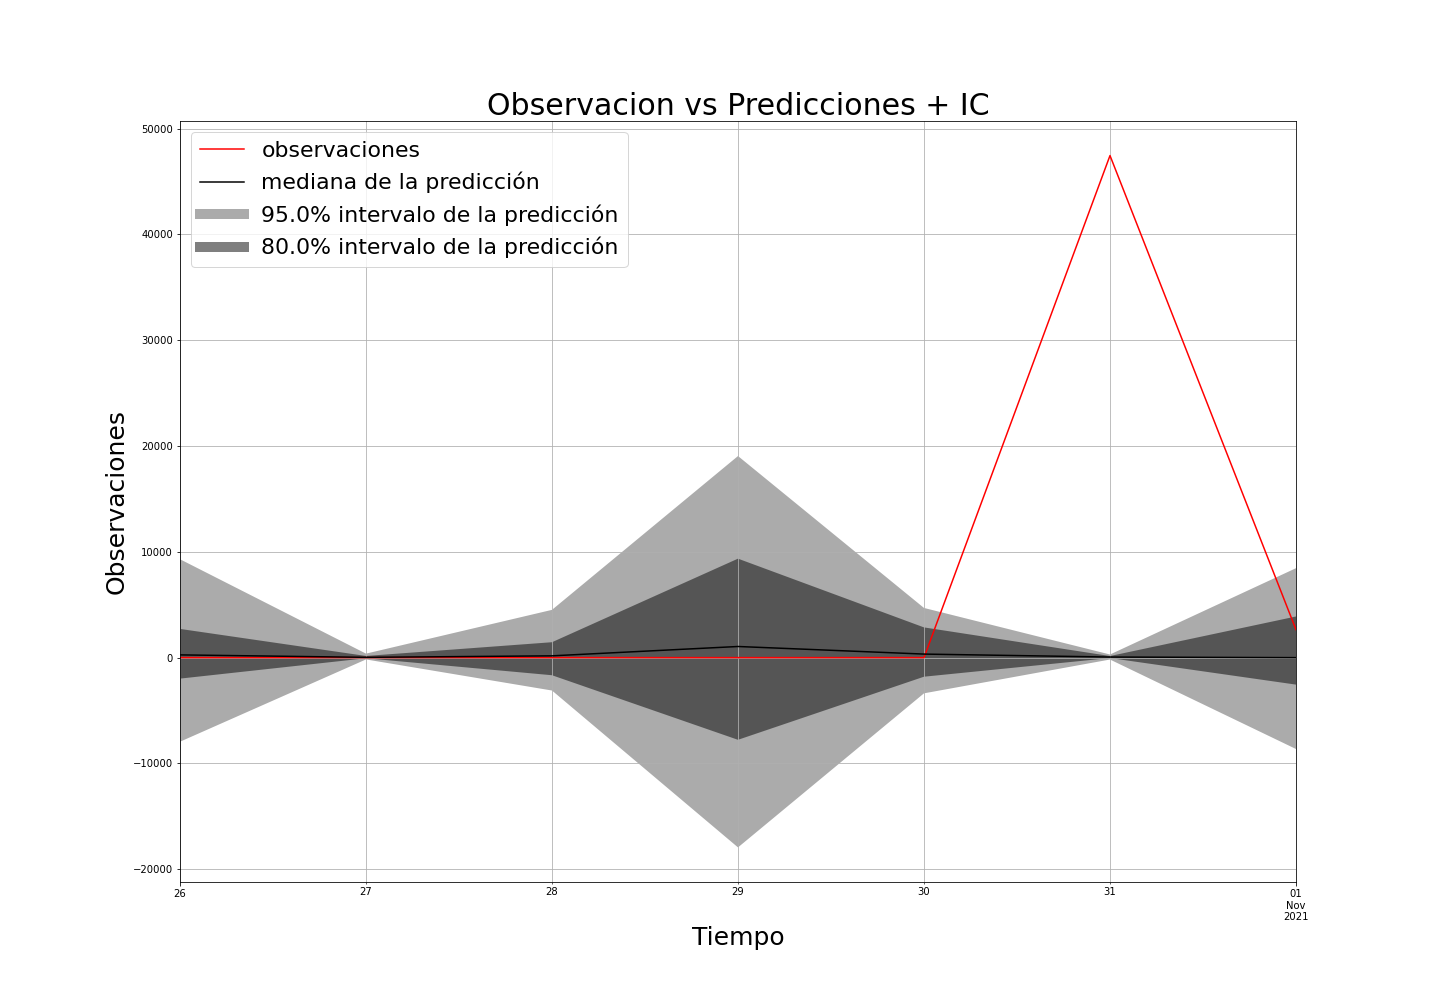 Observacion vs Predicciones + IC
50000
40000
30000
20000
10000
0
−10000
−20000
observaciones
mediana de la predicción
95.0% intervalo de la predicción
80.0% intervalo de la predicción
Observaciones
26
27
28
29
30
31
01
Nov
2021
Tiempo